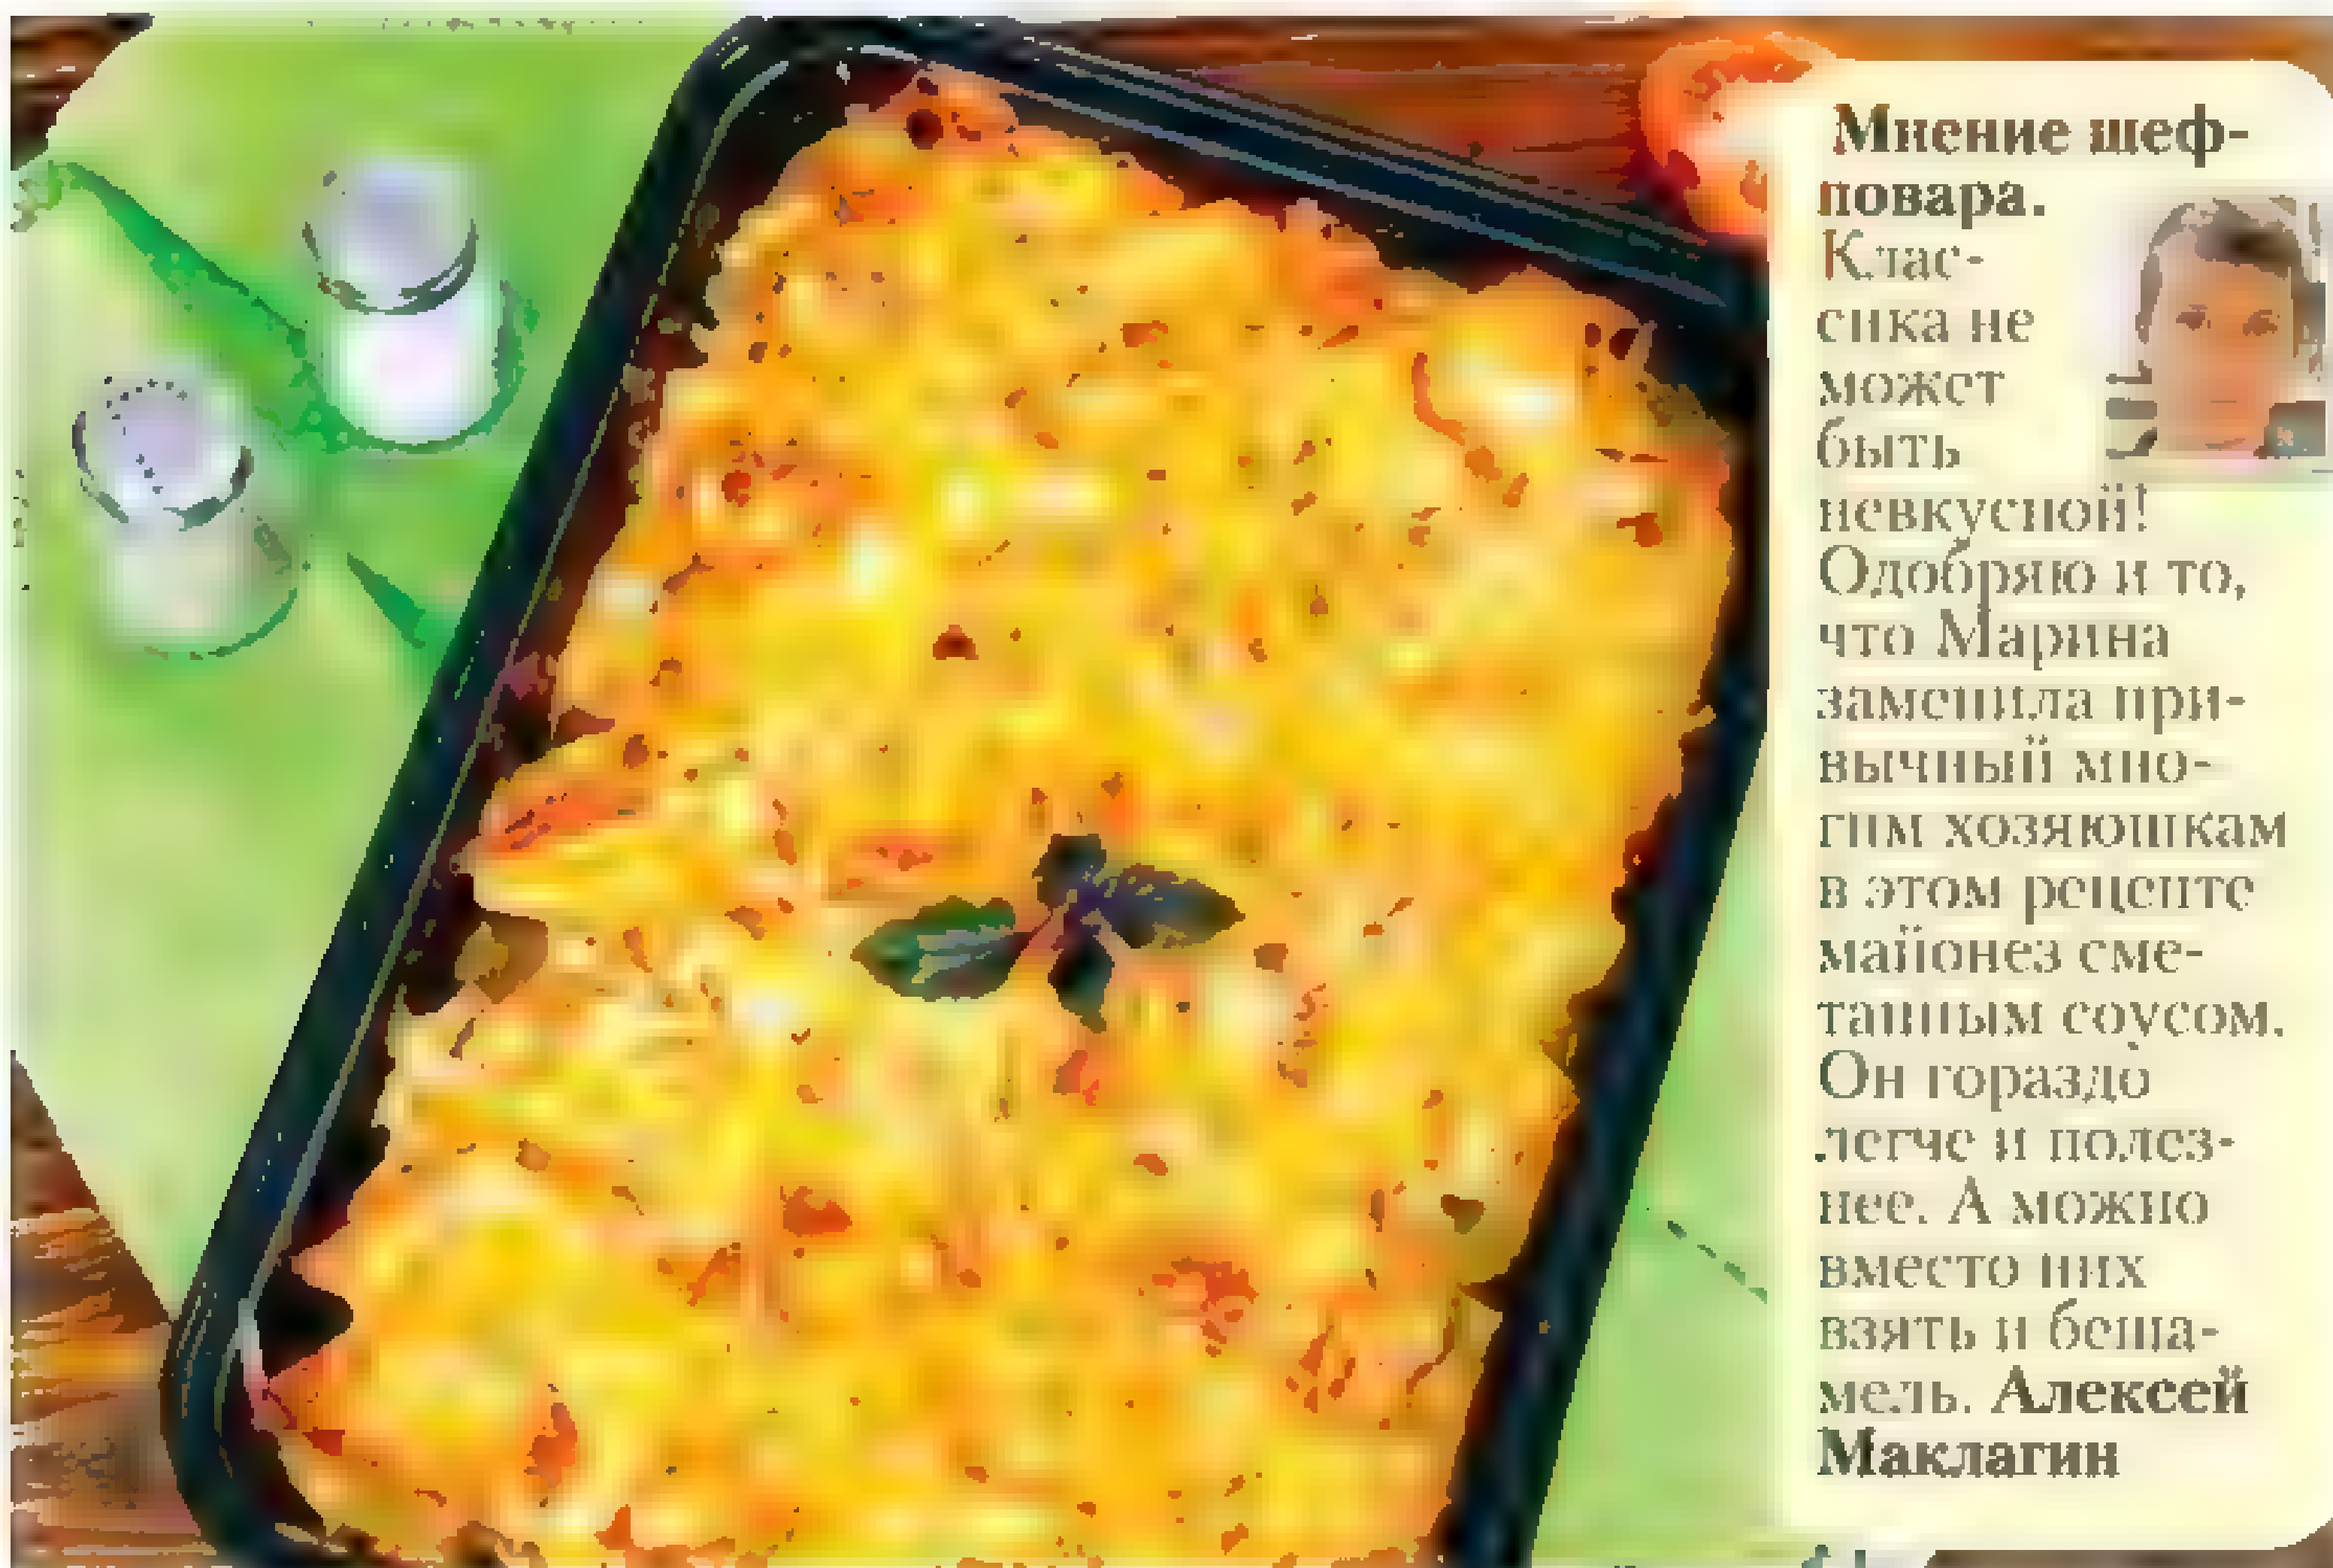 Мнение шеф-
повара.
Клас-
сика не
может
быть
невкусной!
Одобряю и то,
что Марина
заменила при-
вычный мно-
гим хозяюшкам
в этом рецепте
майонез сме-
танным соусом.
Он гораздо
легче и полез-
нее. А можно
вместо них
взять и беша-
мель. Алексей
Маклагин